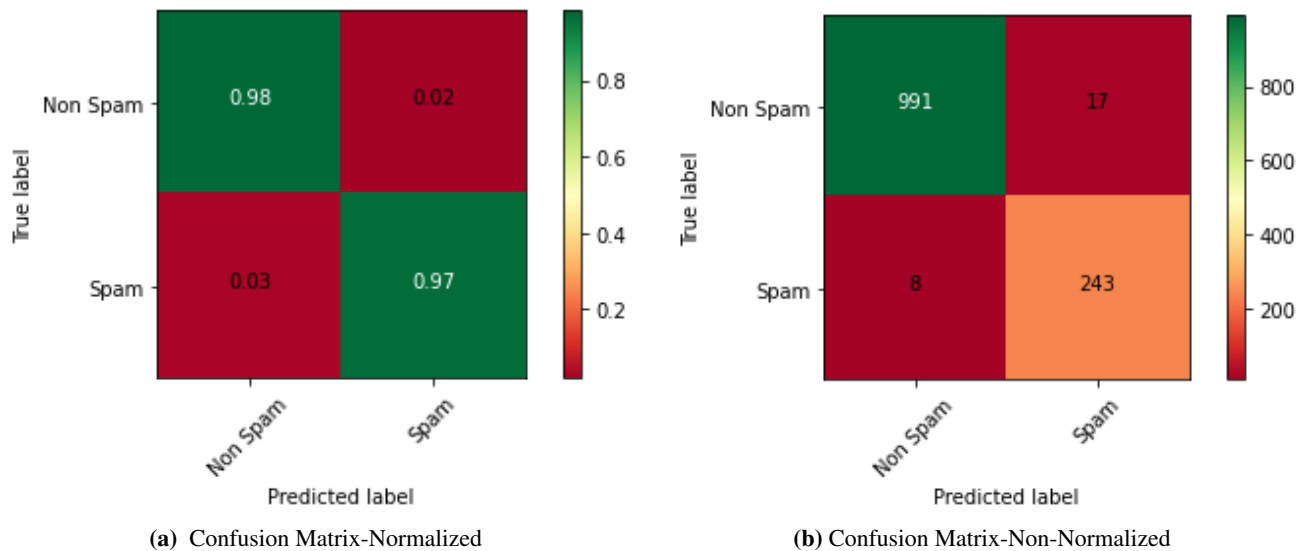 Non Spam
0.98
0.02
Spam
0.03
0.97
True label
Non Spam
Spam
Predicted label
0.8
0.6
0.4
0.2
(a) Confusion Matrix-Normalized
Non Spam
991
17
Spam
8
243
True label
Non Spam
Spam
Predicted label
800
600
400
200
(b) Confusion Matrix-Non-Normalized